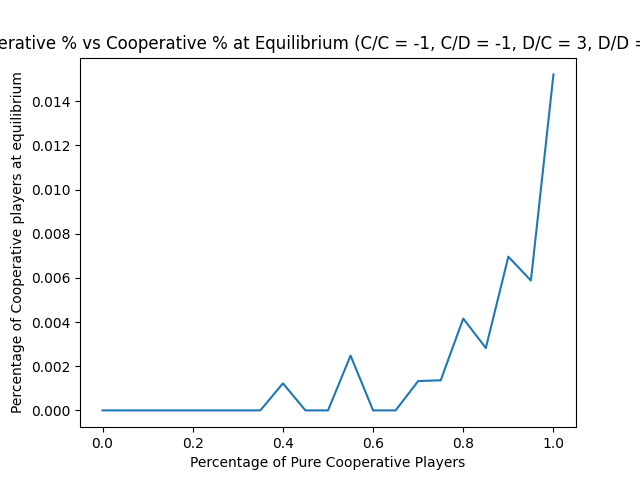 erative % vs Cooperative % at Equilibrium (C/C = -1, C/D = -1, D/C = 3, D/D =
Percentage of Cooperative players at equilibrium
0.014
0.012
0.010
0.008
0.006
0.004
0.002
0.000
0.0 0.2 0.4 0.6 0.8 1.0
Percentage of Pure Cooperative Players